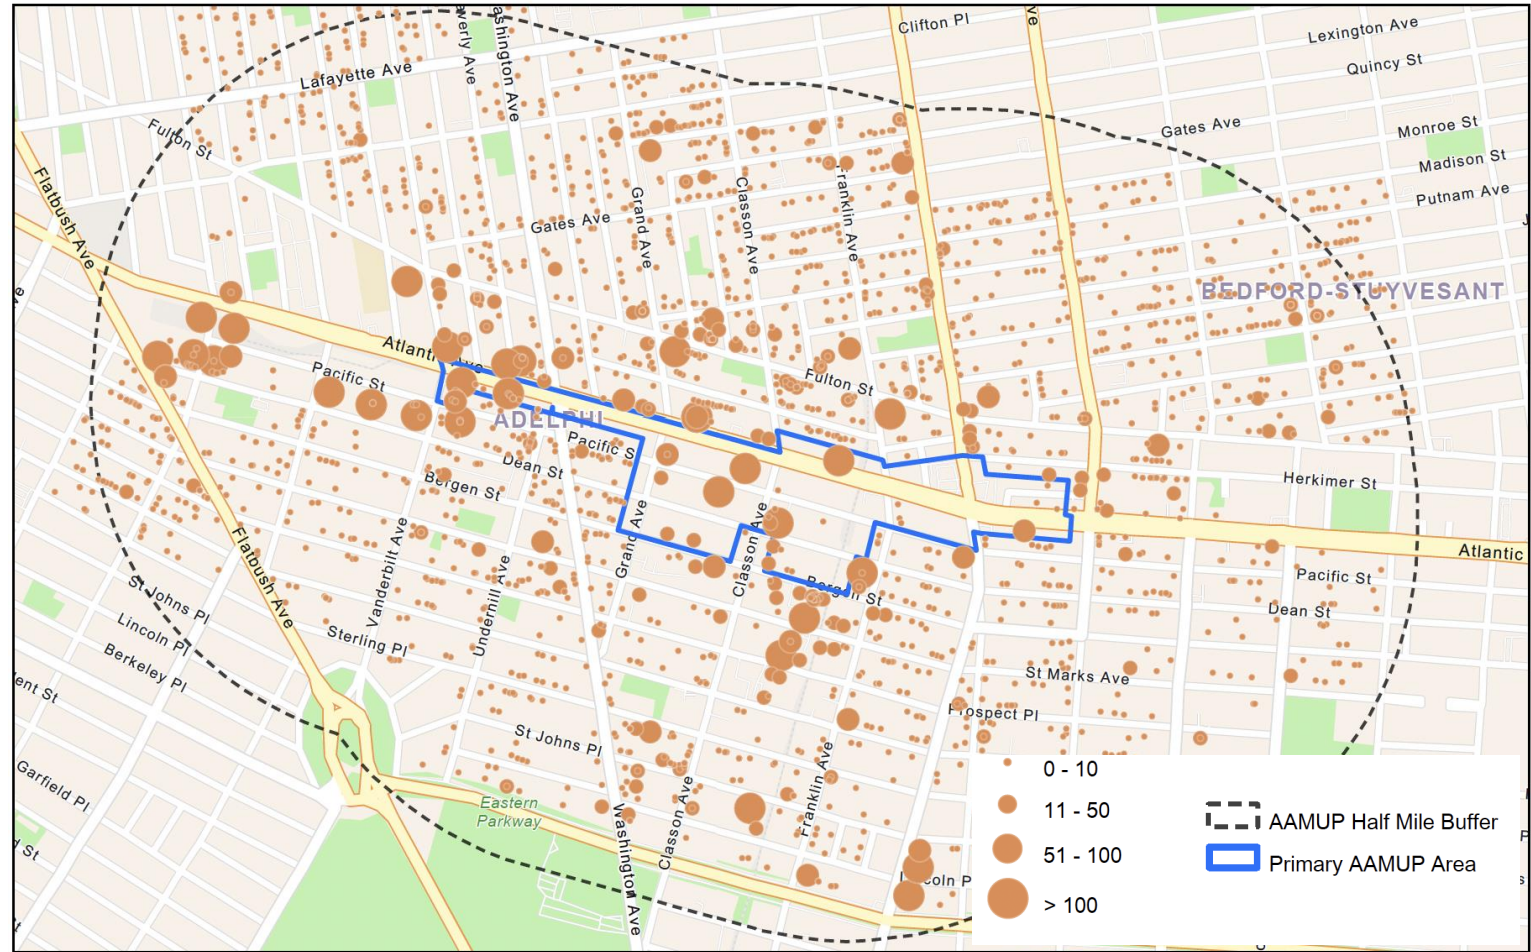 Clifton Pl
Lexington Ave
Quincy St
Lafayette Ave
Fulton St
Gates Ave
Monroe St
Madison St
Putnam Ave
Flatbush Ave
Grand Ave
Classon Ave
Franklin Ave
Gates Ave
BEDFORD-STUYVESANT
Pacific St
Fulton St
ADELPHI
Pacific S
Dean St
Bergen St
Herkimer St
Grand Ave
Classon Ave
Atlantic
Flatbush Ave
Vanderbilt Ave
Underhill Ave
Bergen St
Pacific St
Dean St
St Johns Pl
Lincoln Pl
Berkeley Pl
Sterling Pl
St Marks Ave
Prospect Pl
St Johns Pl
Garfield Pl
Eastern
Parkway
Washington Ave
Classon Ave
Franklin Ave
0 - 10
11 - 50
51 - 100
> 100
AAMUP Half Mile Buffer
Primary AAMUP Area